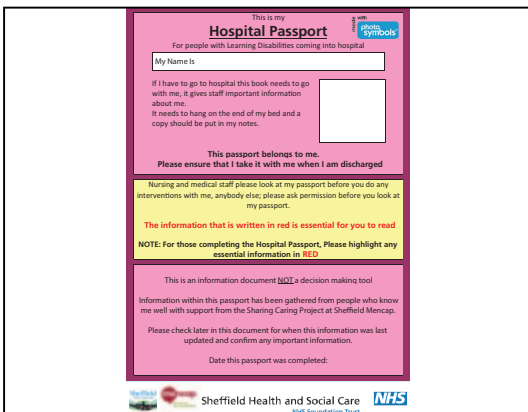 This is my
Hospital Passport
made with
photo
symbols
For people with Learning Disabilities coming into hospital
My Name Is
If I have to go to hospital this book needs to go
with me, it gives staff important information
about me.
It needs to hang on the end of my bed and a
copy should be put in my notes.
This passport belongs to me.
Please ensure that I take it with me when I am discharged
Nursing and medical staff please look at my passport before you do any
interventions with me, anybody else; please ask permission before you look at
my passport.
The information that is written in red is essential for you to read
NOTE: For those completing the Hospital Passport, Please highlight any
essential information in RED
This is an information document NOT a decision making tool
Information within this passport has been gathered from people who know
me well with support from the Sharing Caring Project at Sheffield Mencap.
Please check later in this document for when this information was last
updated and confirm any important information.
Date this passport was completed:
Sheffield
mencap
Sheffield Health and Social Care
NHS
NHS Foundation Trust